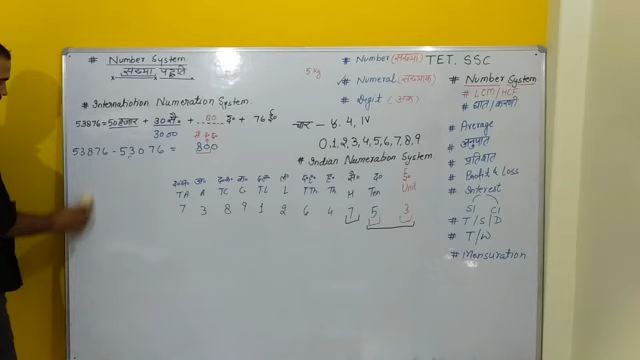 # Number System
संख्या पद्धति
# Internation Numeration System
53876 = 50 हजार + 30 सै॰ + 80 द॰ + 76 ई॰
3000
53876 - 53076 = 800
5 kg
# Number (संख्या) TET. SSC
# Numeral (संख्यांक)
# Digit (अंक)
चार - ४, 4, IV
0,1,2,3,4,5,6,7,8,9
# Indian Numeration System
TA A TC C TL L TTh Th H Ten Unit
7 3 8 9 1 2 6 4 7 5 3
# Number System
# LCM/HCF
# घात/करणी
# Average
# अनुपात
# प्रतिशत
# Profit & Loss
# Interest
SI CI
# T/S/D
# T/W
# Mensuration